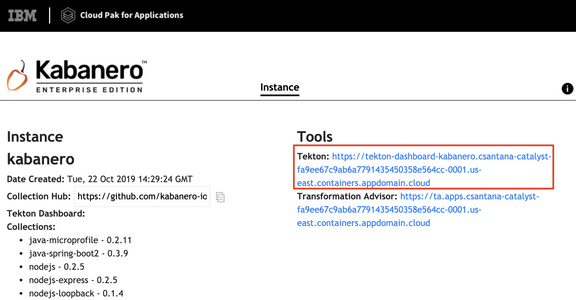 IBM Cloud Pak for Applications
Kabanero™
ENTERPRISE EDITION
Instance
Instance
kabanero
Date Created: Tue, 22 Oct 2019 14:29:24 GMT
Collection Hub: https://github.com/kabanero-io
Tekton Dashboard:
Collections:
java-microprofile - 0.2.11
java-spring-boot2 - 0.3.9
nodejs - 0.2.5
nodejs-express - 0.2.5
nodejs-loopback - 0.1.4
Tools
Tekton: https://tekton-dashboard-kabanero.csantana-catalyst-
fa9ee67c9ab6a7791435450358e564cc-0001.us-
east.containers.appdomain.cloud
Transformation Advisor: https://ta.apps.csantana-catalyst-
fa9ee67c9ab6a7791435450358e564cc-0001.us-
east.containers.appdomain.cloud